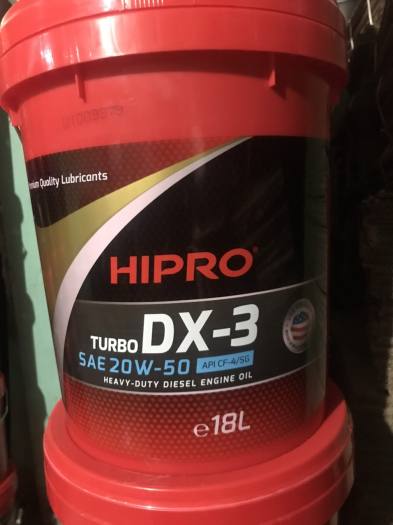 Quality Lubricants
HIPRO
TURBO DX-3
SAE 20W-50 API CF-4/SG
HEAVY-DUTY DIESEL ENGINE OIL
e18L